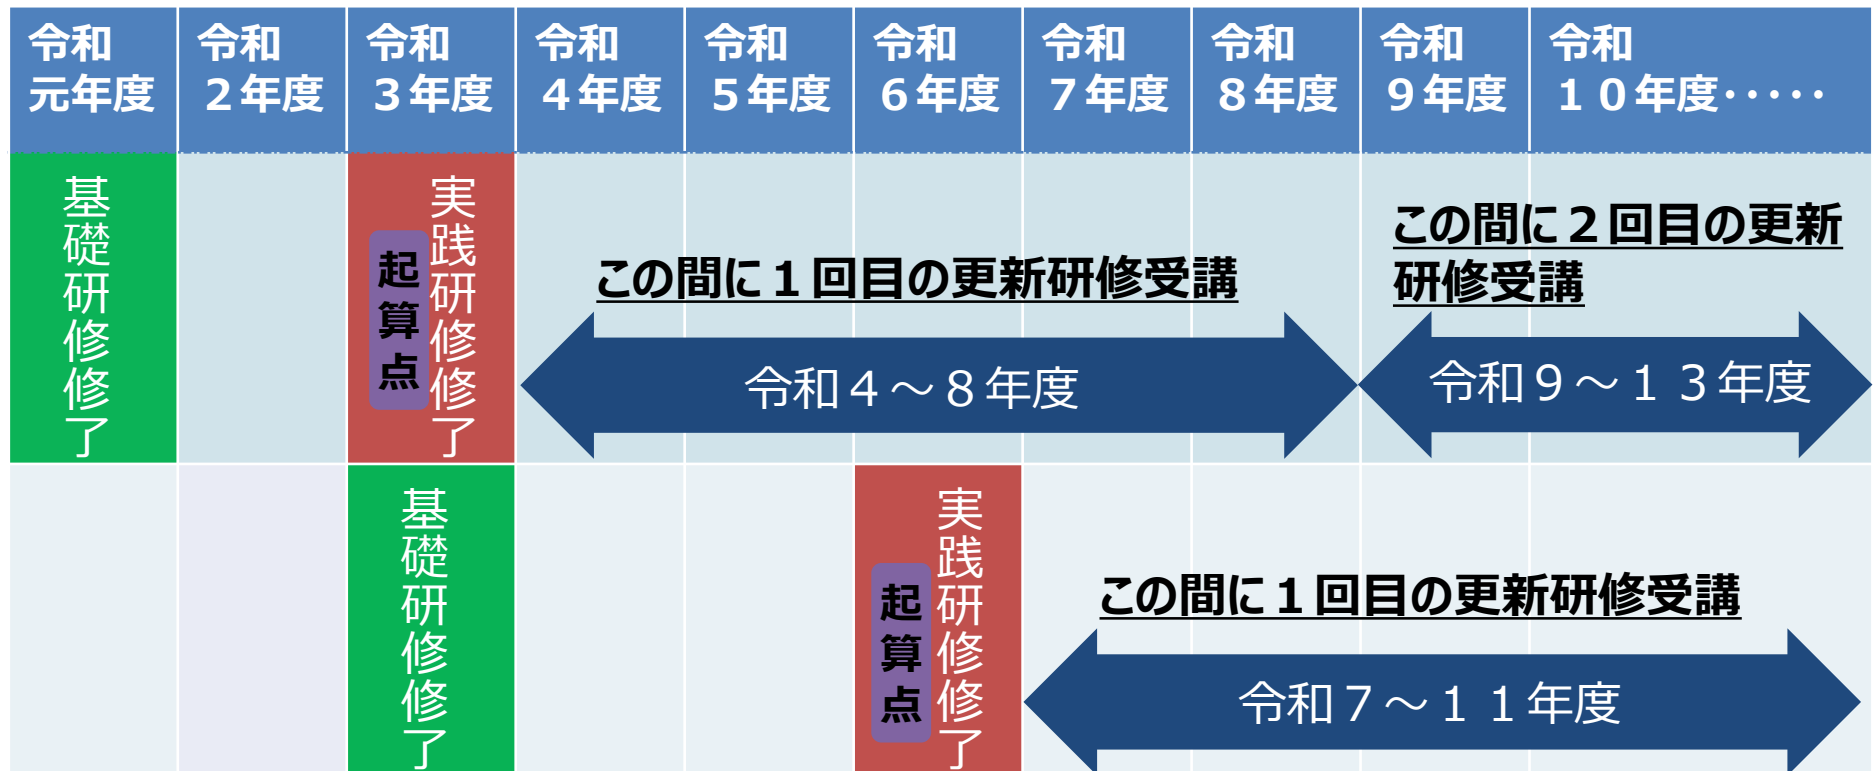 令和
元年度
令和
２年度
令和
３年度
令和
４年度
令和
５年度
令和
６年度
令和
７年度
令和
８年度
令和
９年度
令和
１０年度･････
基礎研修修了
起算点
実践研修修了
この間に１回目の更新研修受講
令和４～８年度
この間に２回目の更新
研修受講
令和９～１３年度
基礎研修修了
起算点
実践研修修了
この間に１回目の更新研修受講
令和７～１１年度